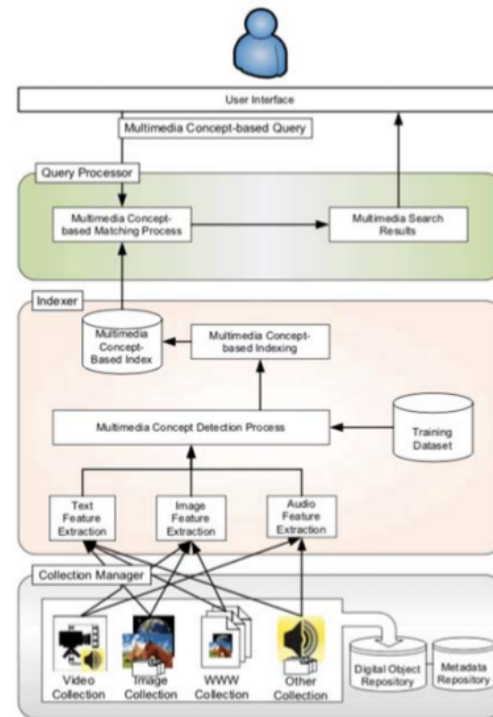 User Interface
Multimedia Concept-based Query
Query Processor
Multimedia Concept-
based Matching Process
Multimedia Search
Results
Indexer
Multimedia
Concept-
Based Index
Multimedia Concept-
based Indexing
Multimedia Concept Detection Process
Training
Dataset
Text
Feature
Extraction
Image
Feature
Extraction
Audio
Feature
Extraction
Collection Manager
Video
Collection
Image
Collection
WWW
Collection
Other
Collection
Digital Object
Repository
Metadata
Repository